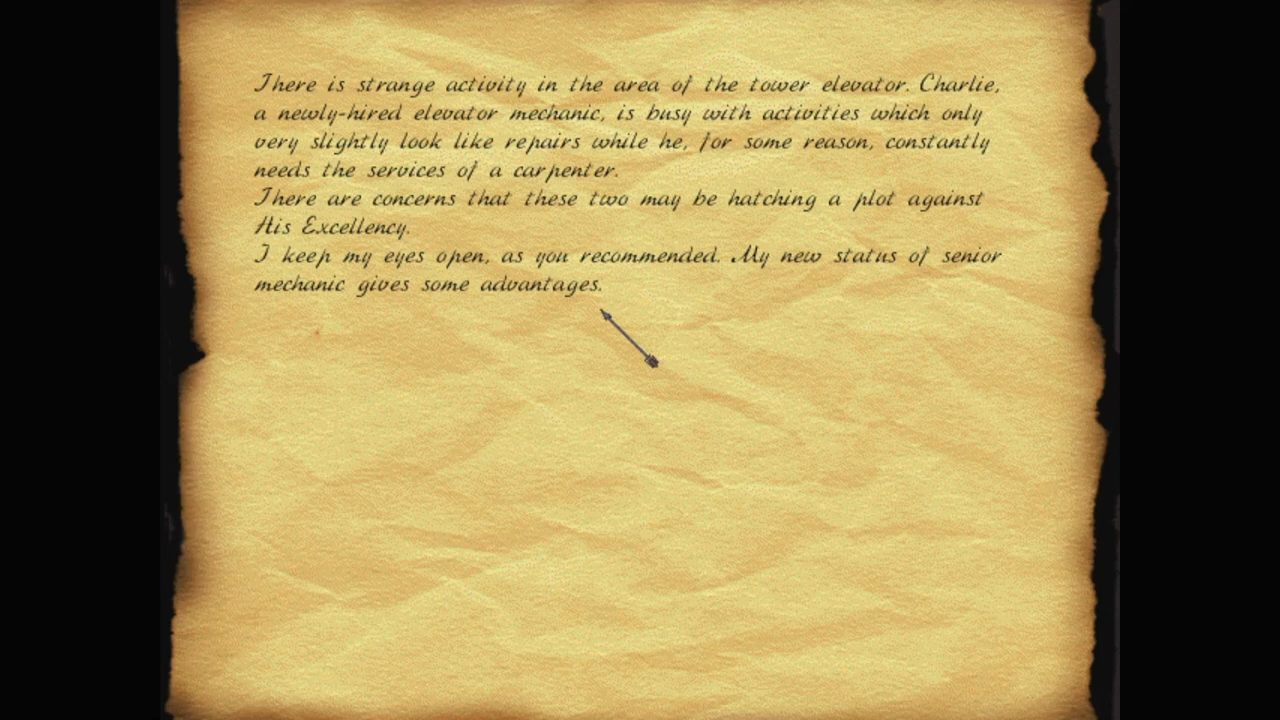 There is strange activity in the area of the tower elevator. Charlie,
a newly-hired elevator mechanic, is busy with activities which only
very slightly look like repairs while he, for some reason, constantly
needs the services of a carpenter.
There are concerns that these two may be hatching a plot against
His Excellency.
I keep my eyes open, as you recommended. My new status of senior
mechanic gives some advantages.